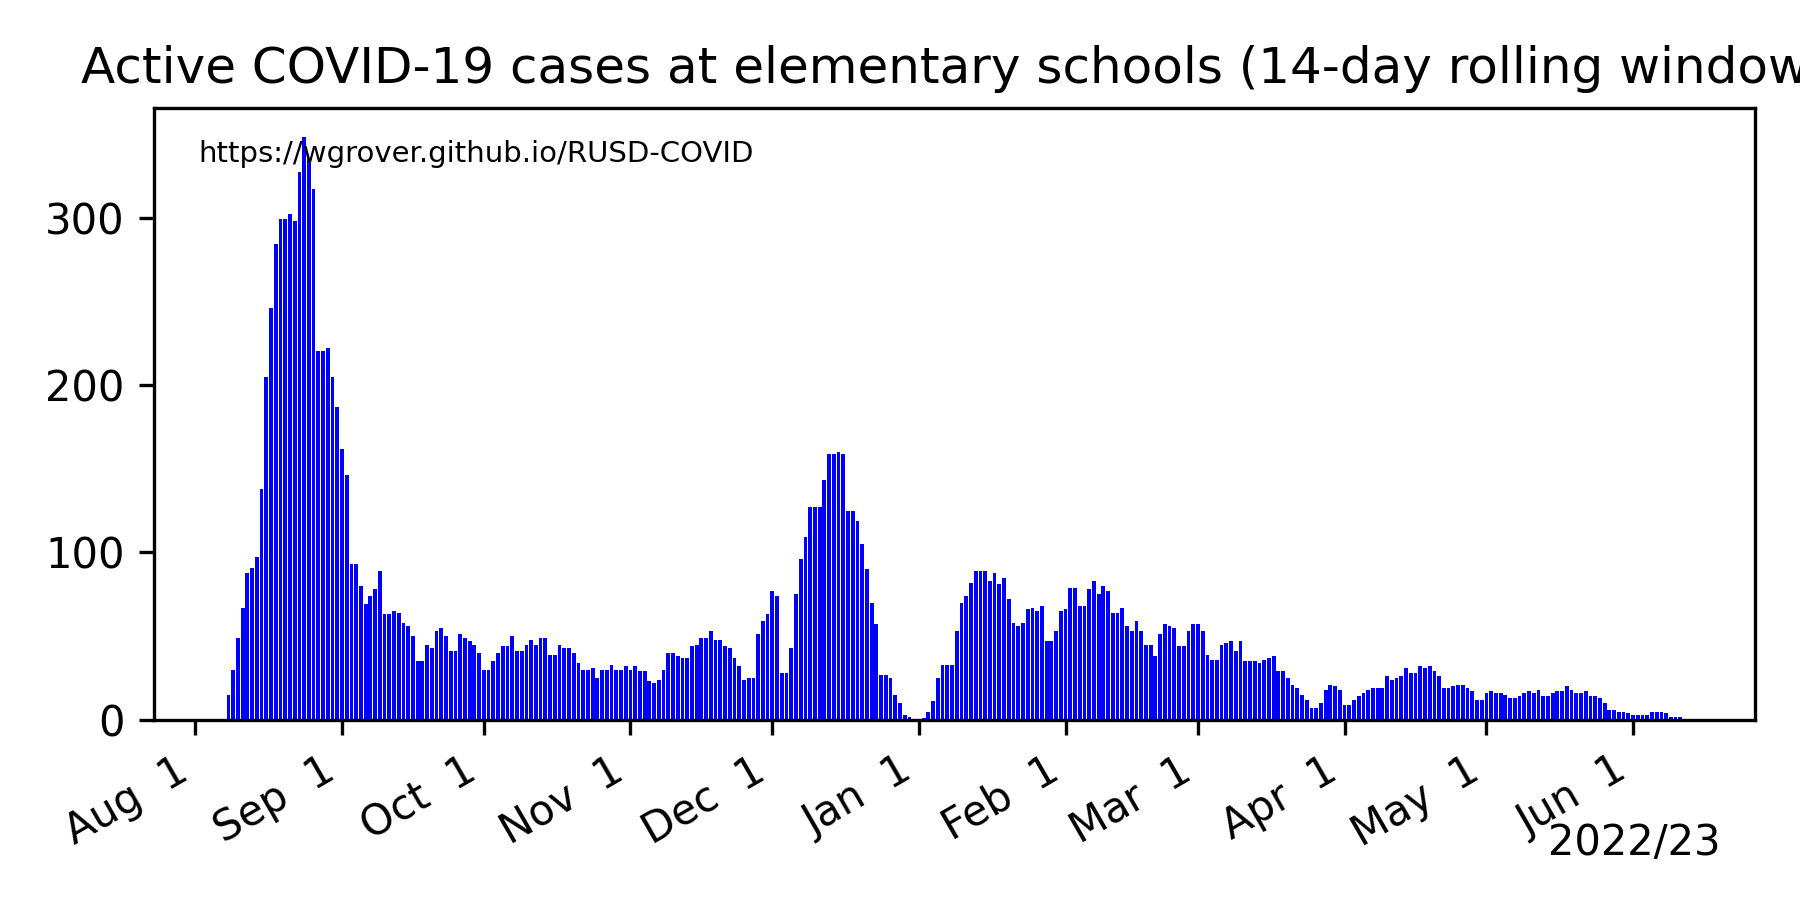 Active COVID-19 cases at elementary schools (14-day rolling window
https://wgrover.github.io/RUSD-COVID
300
200
100
0
Aug 1
Sep 1
Oct 1
Nov 1
Dec 1
Jan 1
Feb 1
Mar 1
Apr 1
May 1
Jun 1
2022/23